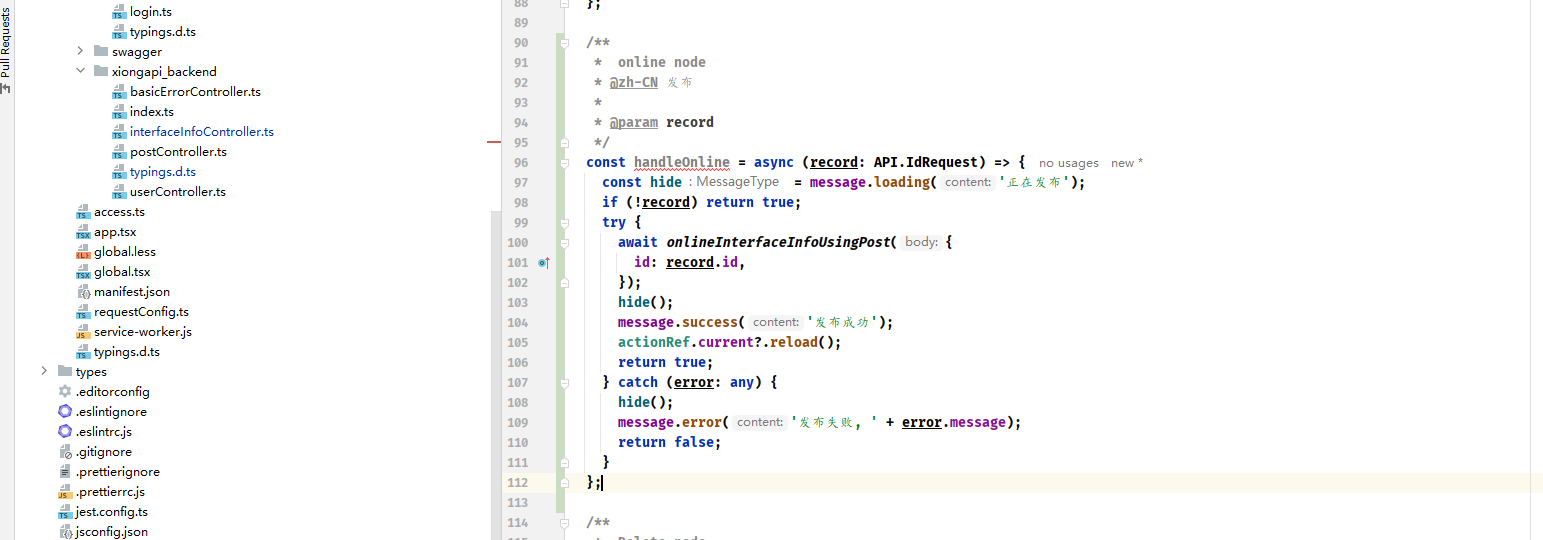 Pull Requests
login.ts
typings.d.ts
swagger
xiongapi_backend
basicErrorController.ts
index.ts
interfaceInfoController.ts
postController.ts
typings.d.ts
userController.ts
access.ts
app.tsx
global.less
global.tsx
manifest.json
requestConfig.ts
service-worker.js
typings.d.ts
types
.editorconfig
.eslintignore
.eslintrc.js
.gitignore
.prettierignore
.prettierrc.js
jest.config.ts
jsconfig.json
88 };
89
90 /**
91 *  online node
92 * @zh-CN 发布
93 *
94 * @param record
95 */
96 const handleOnline = async (record: API.IdRequest) => { no usages new *
97 const hide : MessageType = message.loading( content: '正在发布');
98 if (!record) return true;
99 try {
100 await onlineInterfaceInfoUsingPost( body: {
101 id: record.id,
102 });
103 hide();
104 message.success( content: '发布成功');
105 actionRef.current?.reload();
106 return true;
107 } catch (error: any) {
108 hide();
109 message.error( content: '发布失败, ' + error.message);
110 return false;
111 }
112 };
113
114 /**